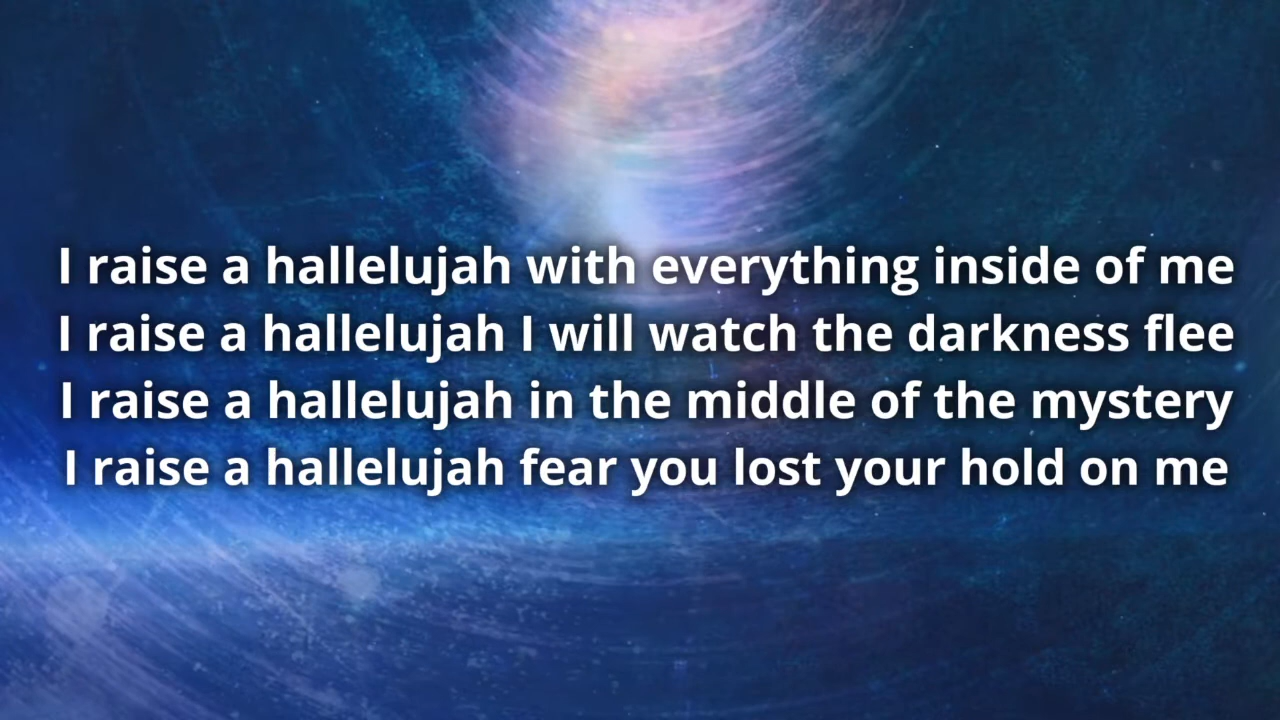 I raise a hallelujah with everything inside of me
I raise a hallelujah I will watch the darkness flee
I raise a hallelujah in the middle of the mystery
I raise a hallelujah fear you lost your hold on me